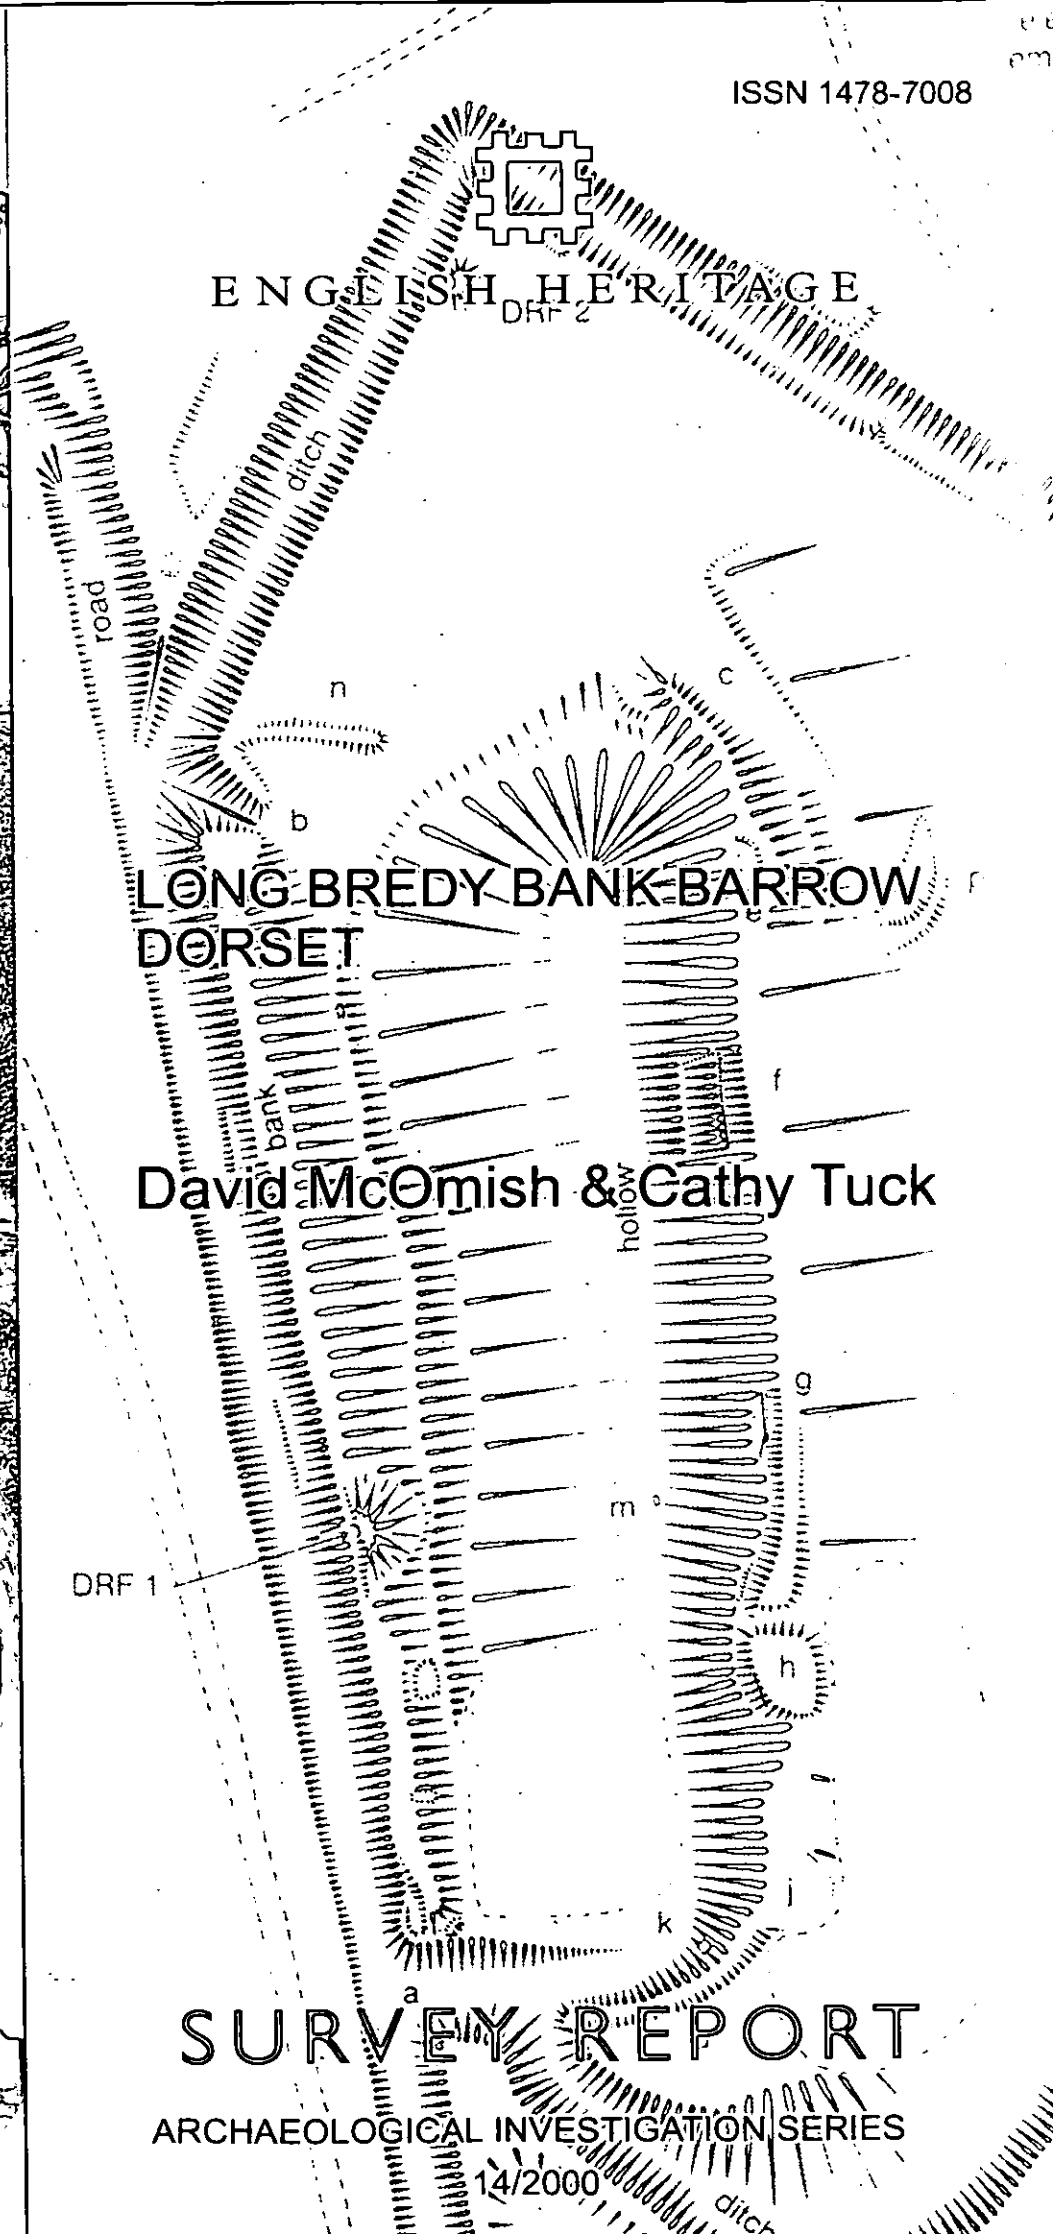 ISSN 1478-7008
ENGLISH HERITAGE
DRF 2
ditch
road
n
c
b
LONG BREDY BANK BARROW
DORSET
e
f
bank
David McOmish & Cathy Tuck
hollow
g
m
DRF 1
h
j
k
a
SURVEY REPORT
ARCHAEOLOGICAL INVESTIGATION SERIES
14/2000
ditch